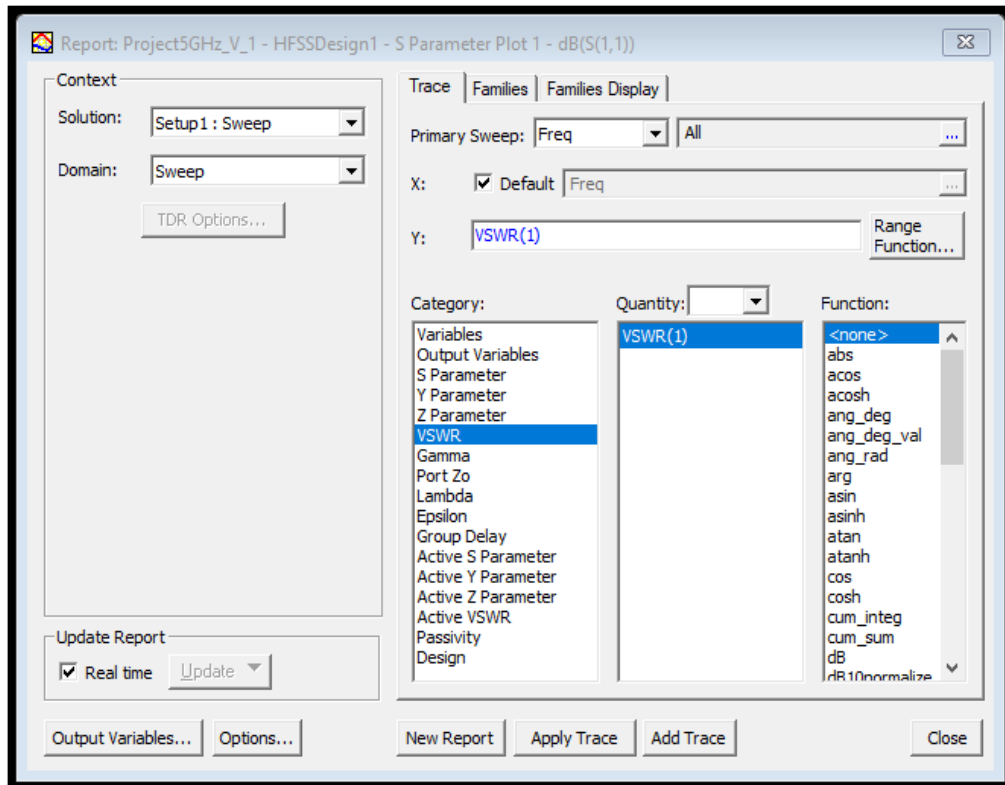 Report: Project5GHz_V_1 - HFSSDesign1 - S Parameter Plot 1 - dB(S(1,1))
Context
Solution: Setup1 : Sweep
Domain: Sweep
TDR Options...
Update Report
Real time Update
Trace Families Families Display
Primary Sweep: Freq All ...
X: Default Freq ...
Y: VSWR(1) Range Function...
Category:
Variables
Output Variables
S Parameter
Y Parameter
Z Parameter
VSWR
Gamma
Port Zo
Lambda
Epsilon
Group Delay
Active S Parameter
Active Y Parameter
Active Z Parameter
Active VSWR
Passivity
Design
Quantity:
VSWR(1)
Function:
<none>
abs
acos
acosh
ang_deg
ang_deg_val
ang_rad
arg
asin
asinh
atan
atanh
cos
cosh
cum_integ
cum_sum
dB
dB10normalize
Output Variables... Options... New Report Apply Trace Add Trace Close